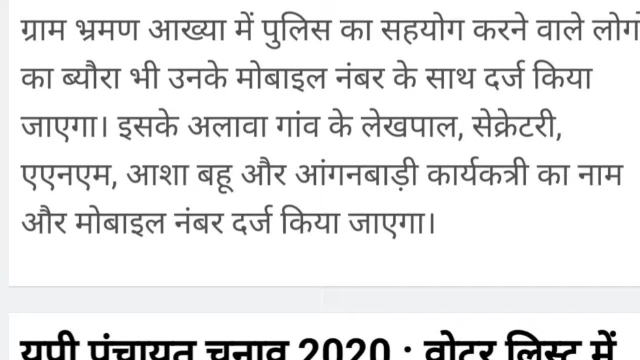 ग्राम भ्रमण आख्या में पुलिस का सहयोग करने वाले लोगों
का ब्यौरा भी उनके मोबाइल नंबर के साथ दर्ज किया
जाएगा। इसके अलावा गांव के लेखपाल, सेक्रेटरी,
एएनएम, आशा बहू और आंगनबाड़ी कार्यकत्री का नाम
और मोबाइल नंबर दर्ज किया जाएगा।
यूपी पंचायत चुनाव 2020 : वोटर लिस्ट में